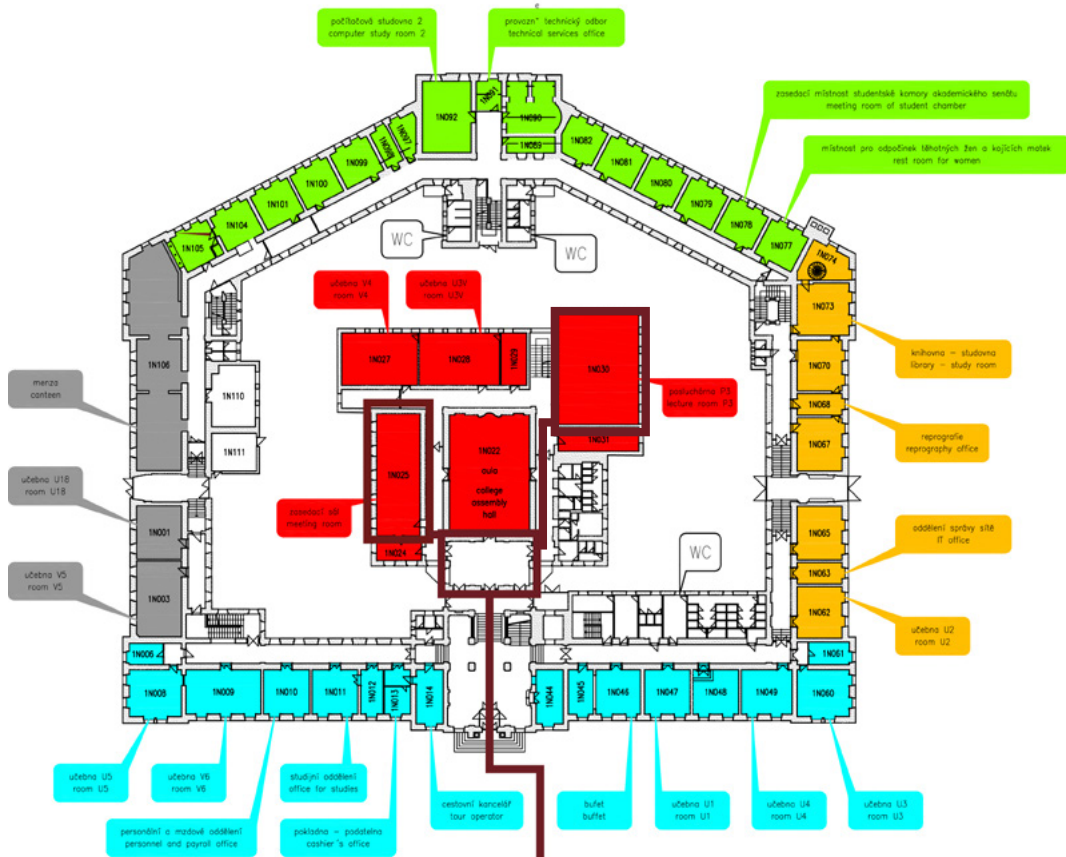 e
počítačová studovna 2
computer study room 2
provozn" technický odbor
technical services office
zasedací místnost studentské komory akademického senátu
meeting room of student chamber
místnost pro odpočinek těhotných žen a kojících matek
rest room for women
1N092
1N091
1N090
1N089
1N097
1N098
1N099
1N100
1N101
1N104
1N105
1N082
1N081
1N080
1N079
1N078
1N077
1N074
1N073
WC
WC
učebna V4
room V4
učebna U3V
room U3V
1N027
1N028
1N029
1N030
posluchárna P3
lecture room P3
1N031
1N106
1N110
1N111
menza
canteen
knihovna – studovna
library – study room
1N070
1N068
1N067
reprografie
reprography office
1N025
1N022
aula
college
assembly
hall
zasedací sál
meeting room
1N024
učebna U18
room U18
1N001
1N003
učebna V5
room V5
1N065
1N063
1N062
oddělení správy sítě
IT office
učebna U2
room U2
WC
1N006
1N008
1N009
1N010
1N011
1N012
1N013
1N014
1N044
1N045
1N046
1N047
1N048
1N049
1N060
1N061
učebna U5
room U5
učebna V6
room V6
studijní oddělení
office for studies
cestovní kancelář
tour operator
bufet
buffet
učebna U1
room U1
učebna U4
room U4
učebna U3
room U3
personální a mzdové oddělení
personnel and payroll office
pokladna – podatelna
cashier´s office